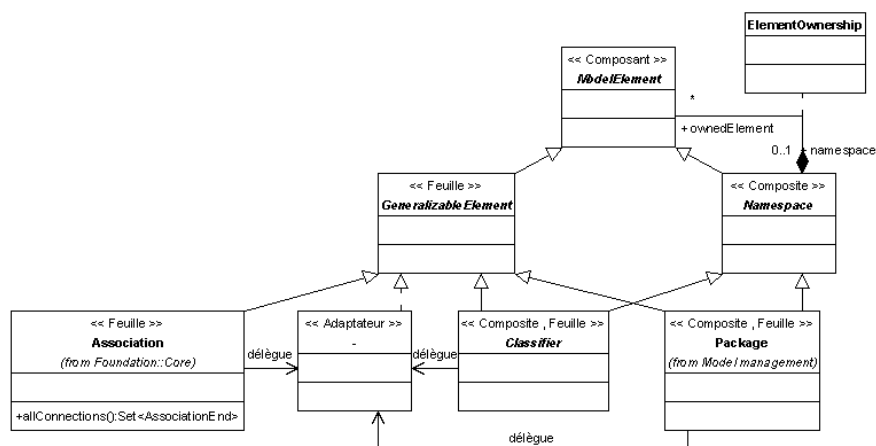 ElementOwnership
<< Composant >>
ModelElement
*
+ ownedElement
0..1 + namespace
<< Feuille >>
GeneralizableElement
<< Composite >>
Namespace
<< Feuille >>
Association
(from Foundation::Core)
+allConnections():Set<AssociationEnd>
délègue
<< Adaptateur >>
-
délègue
<< Composite , Feuille >>
Classifier
<< Composite , Feuille >>
Package
(from Model management)
délègue